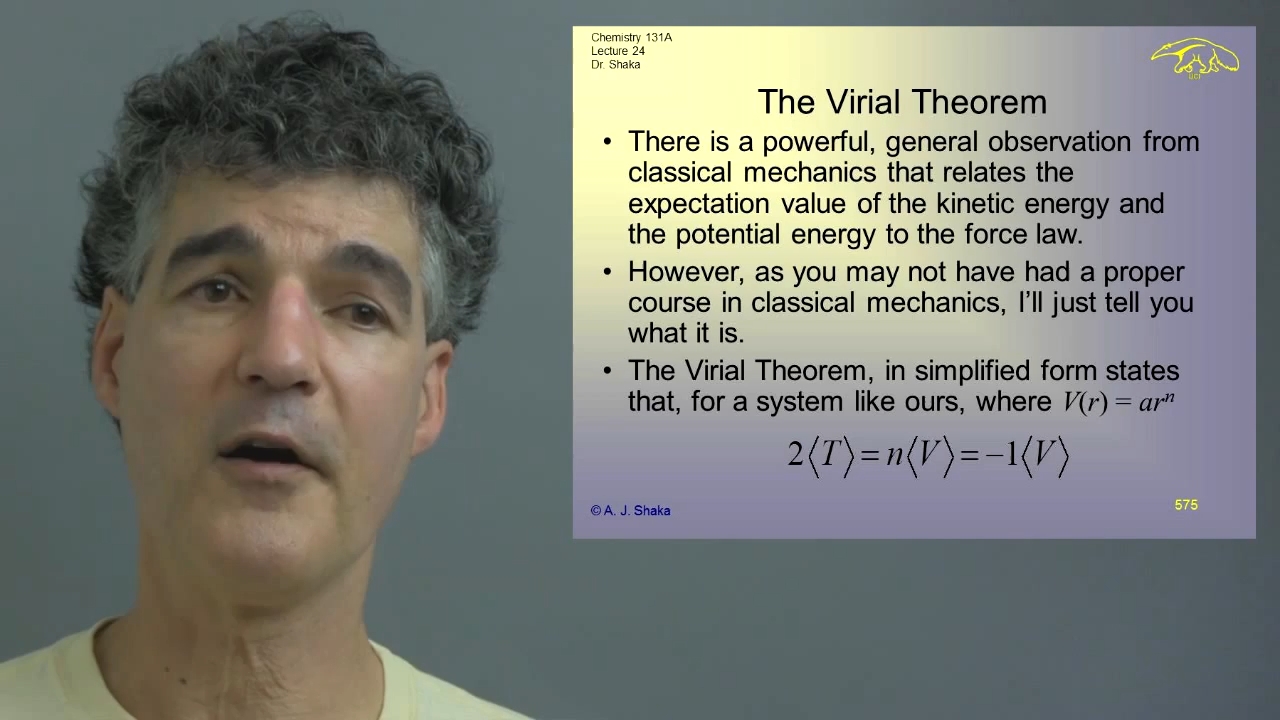 Chemistry 131A
Lecture 24
Dr. Shaka
UCI
The Virial Theorem
• There is a powerful, general observation from
classical mechanics that relates the
expectation value of the kinetic energy and
the potential energy to the force law.
• However, as you may not have had a proper
course in classical mechanics, I’ll just tell you
what it is.
• The Virial Theorem, in simplified form states
that, for a system like ours, where V(r) = arⁿ
2⟨T⟩ = n⟨V⟩ = −1⟨V⟩
© A. J. Shaka
575